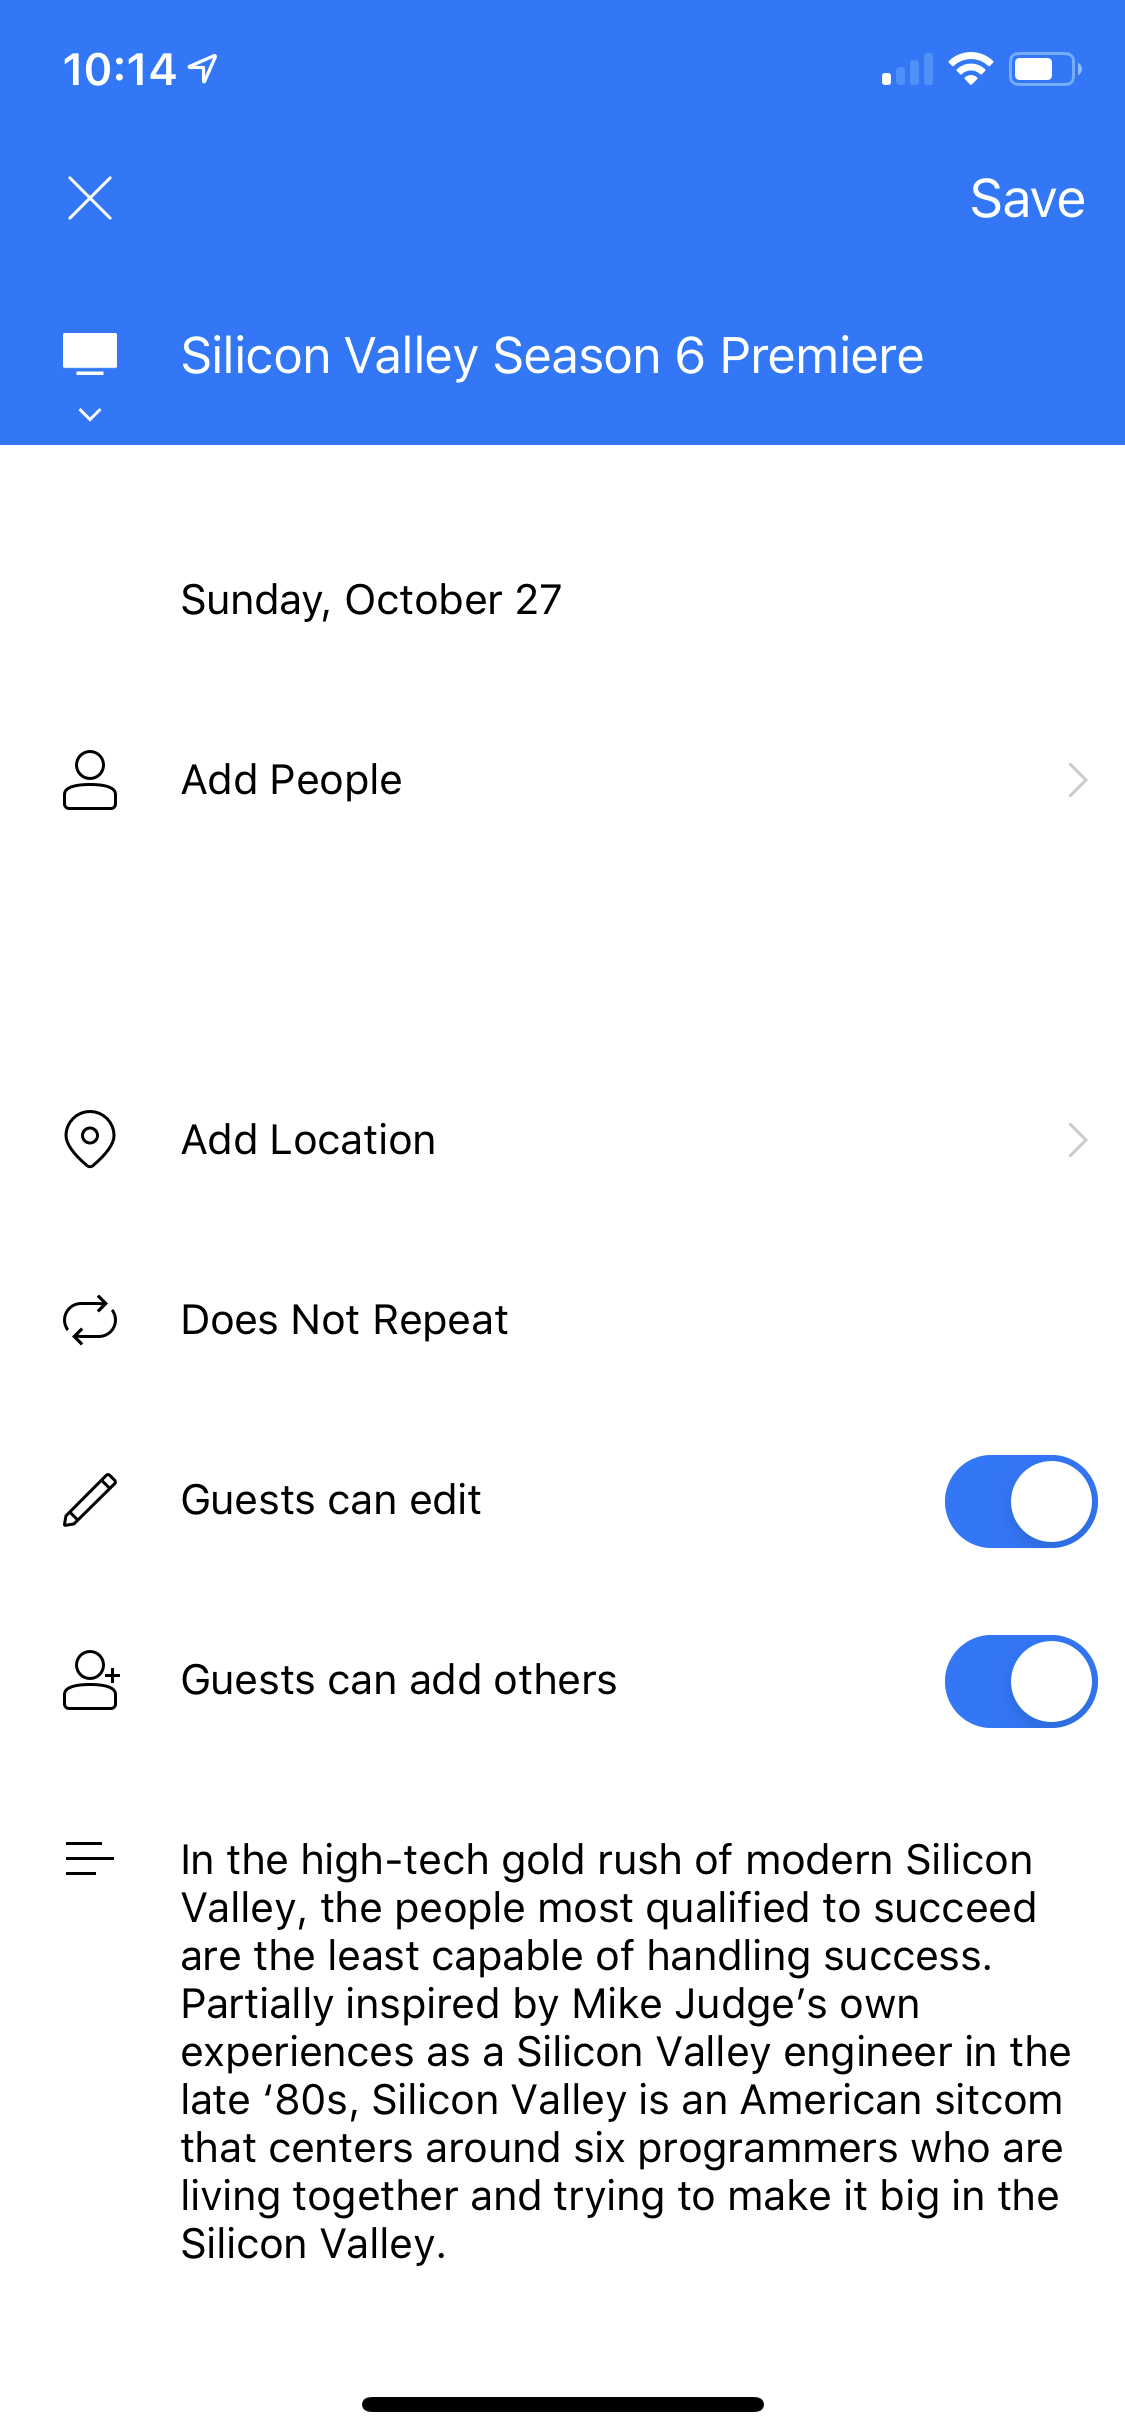 10:14
Save
Silicon Valley Season 6 Premiere
Sunday, October 27
Add People
Add Location
Does Not Repeat
Guests can edit
Guests can add others
In the high-tech gold rush of modern Silicon
Valley, the people most qualified to succeed
are the least capable of handling success.
Partially inspired by Mike Judge’s own
experiences as a Silicon Valley engineer in the
late ‘80s, Silicon Valley is an American sitcom
that centers around six programmers who are
living together and trying to make it big in the
Silicon Valley.